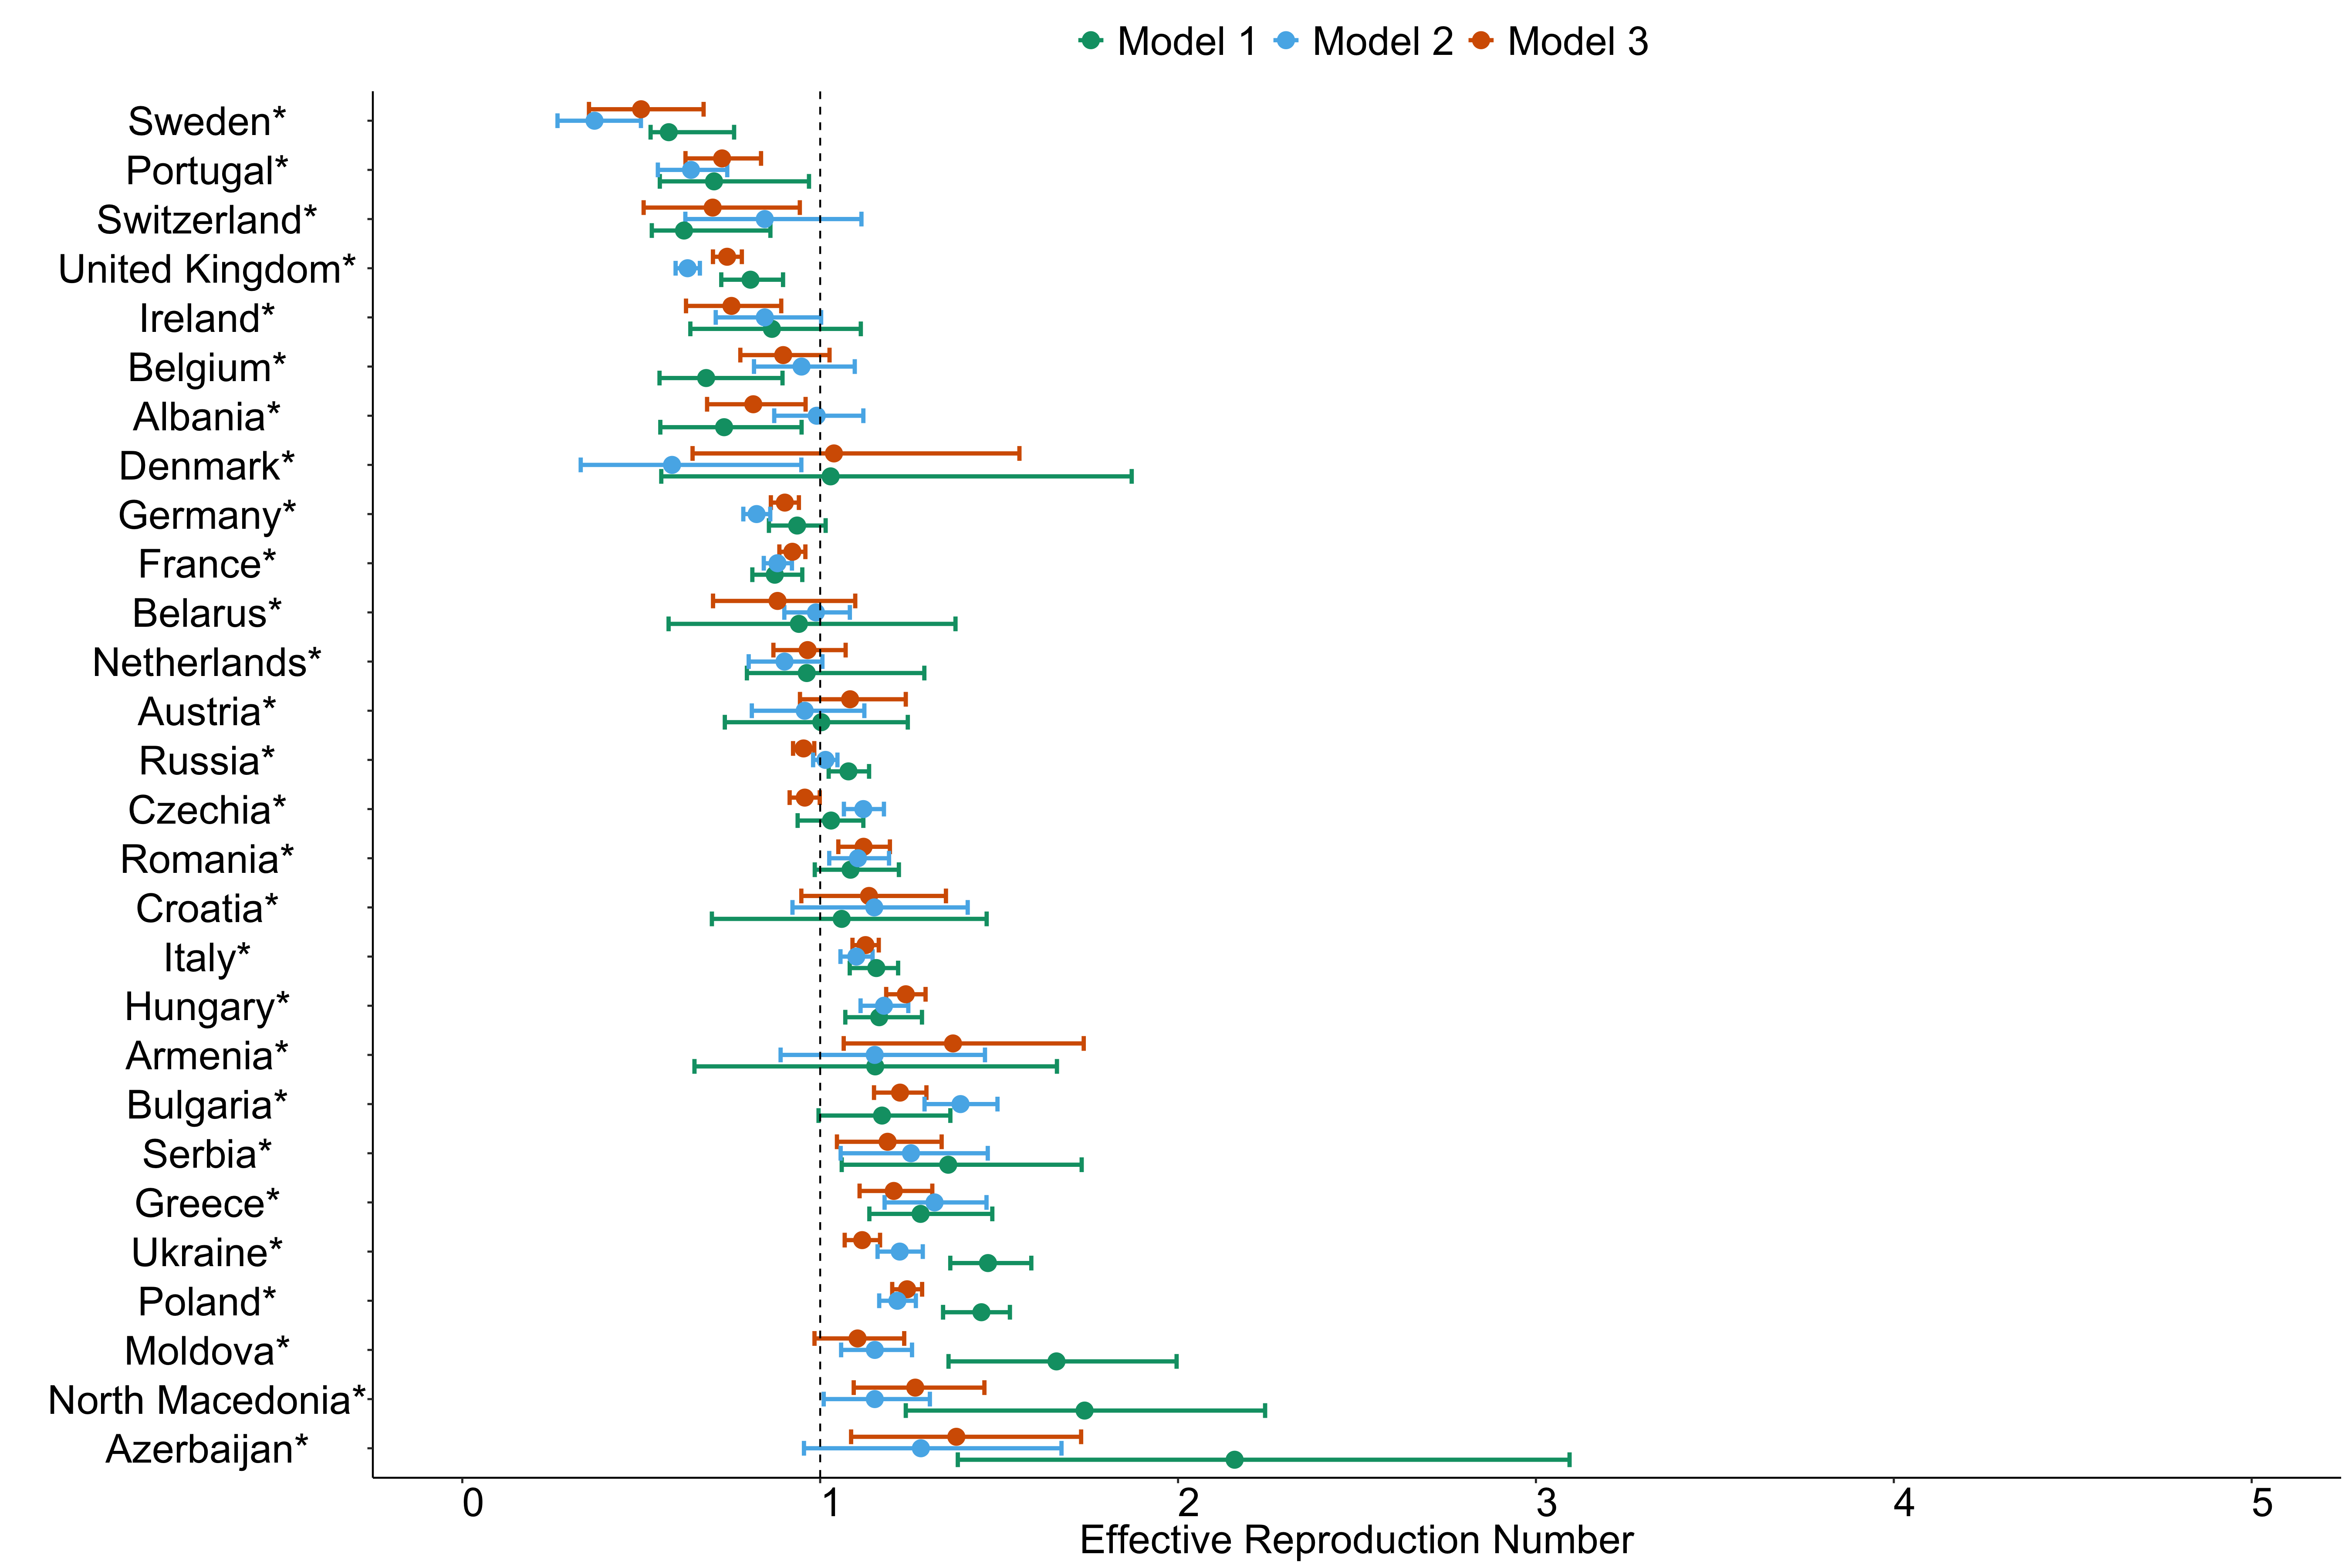 Model 1 Model 2 Model 3
Sweden*
Portugal*
Switzerland*
United Kingdom*
Ireland*
Belgium*
Albania*
Denmark*
Germany*
France*
Belarus*
Netherlands*
Austria*
Russia*
Czechia*
Romania*
Croatia*
Italy*
Hungary*
Armenia*
Bulgaria*
Serbia*
Greece*
Ukraine*
Poland*
Moldova*
North Macedonia*
Azerbaijan*
0 1 2 3 4 5
Effective Reproduction Number